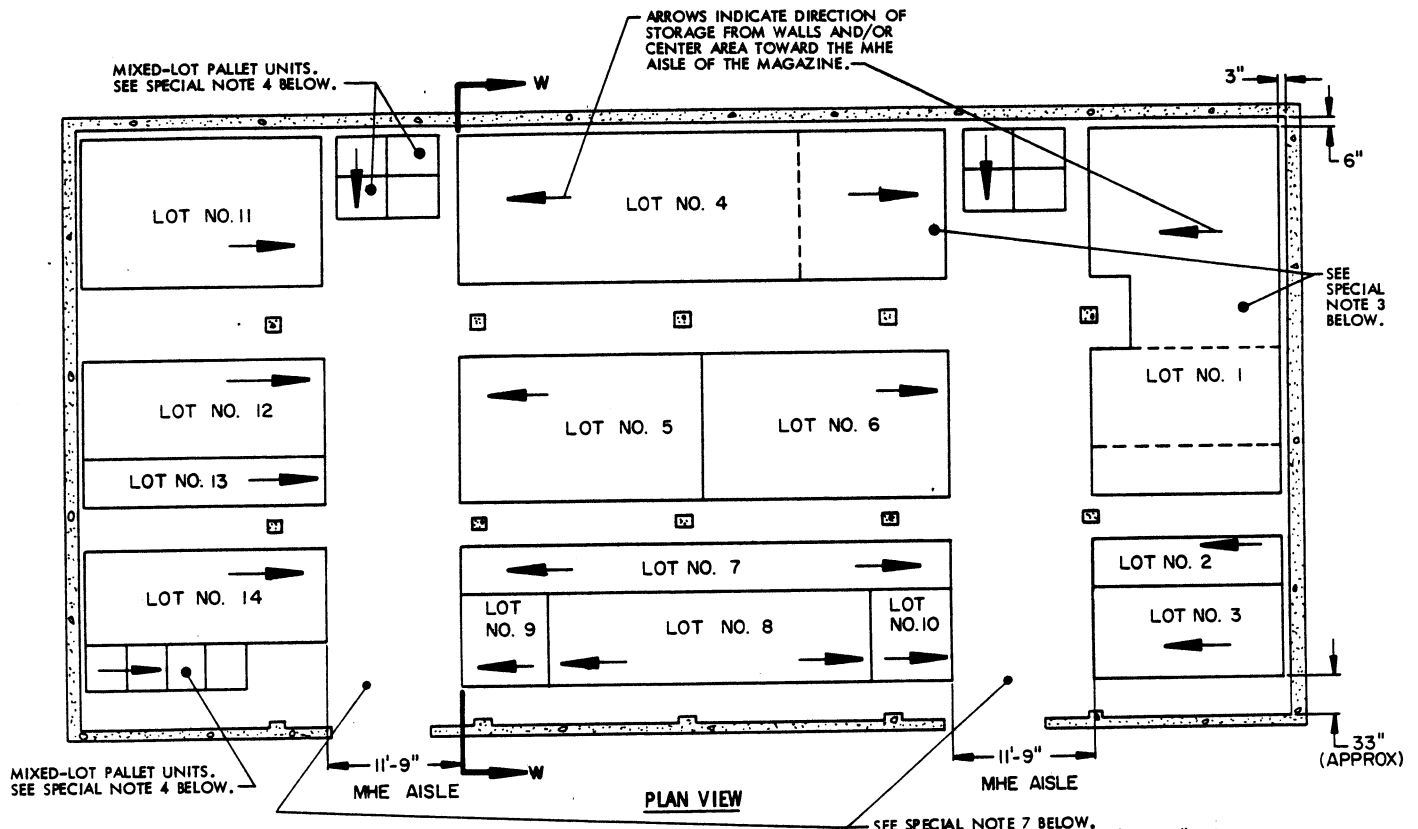 ARROWS INDICATE DIRECTION OF
STORAGE FROM WALLS AND/OR
CENTER AREA TOWARD THE MHE
AISLE OF THE MAGAZINE.
MIXED-LOT PALLET UNITS.
SEE SPECIAL NOTE 4 BELOW.
W
3"
6"
LOT NO. 11
LOT NO. 4
SEE
SPECIAL
NOTE 3
BELOW.
LOT NO. 12
LOT NO. 5
LOT NO. 6
LOT NO. 1
LOT NO. 13
LOT NO. 14
LOT NO. 7
LOT NO. 2
LOT
NO. 9
LOT NO. 8
LOT
NO. 10
LOT NO. 3
33"
(APPROX)
MIXED-LOT PALLET UNITS.
SEE SPECIAL NOTE 4 BELOW.
11'-9"
MHE AISLE
W
PLAN VIEW
11'-9"
MHE AISLE
SEE SPECIAL NOTE 7 BELOW.